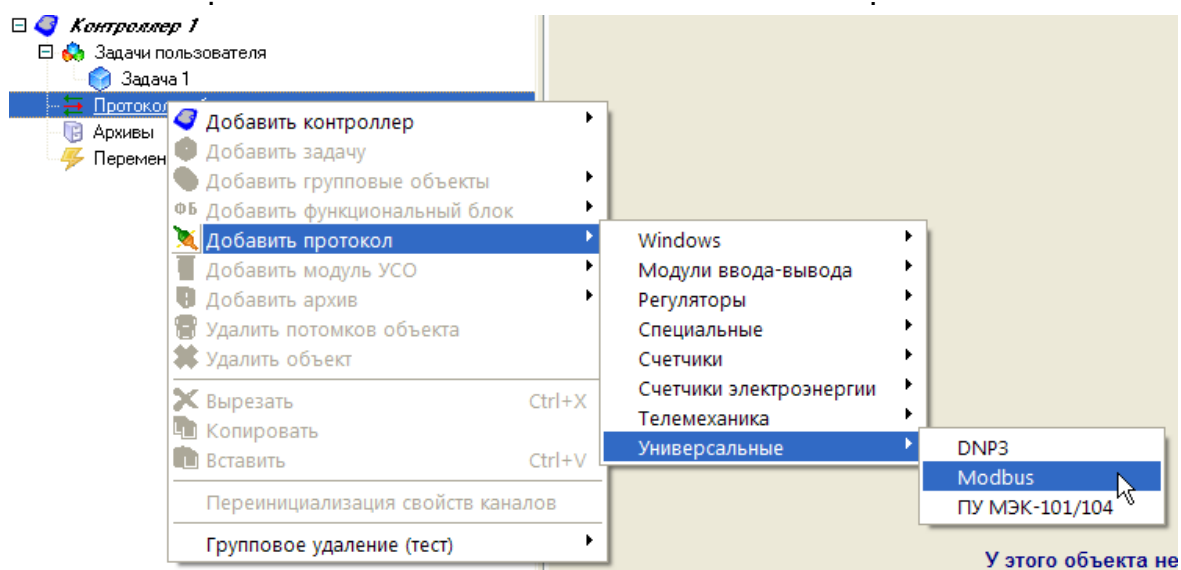 Контроллер 1
Задачи пользователя
Задача 1
Протокол
Архивы
Перемен
Добавить контроллер
Добавить задачу
Добавить групповые объекты
ФБ Добавить функциональный блок
Добавить протокол
Добавить модуль УСО
Добавить архив
Удалить потомков объекта
Удалить объект
Вырезать Ctrl+X
Копировать
Вставить Ctrl+V
Переинициализация свойств каналов
Групповое удаление (тест)
Windows
Модули ввода-вывода
Регуляторы
Специальные
Счетчики
Счетчики электроэнергии
Телемеханика
Универсальные
DNP3
Modbus
ПУ МЭК-101/104
У этого объекта не